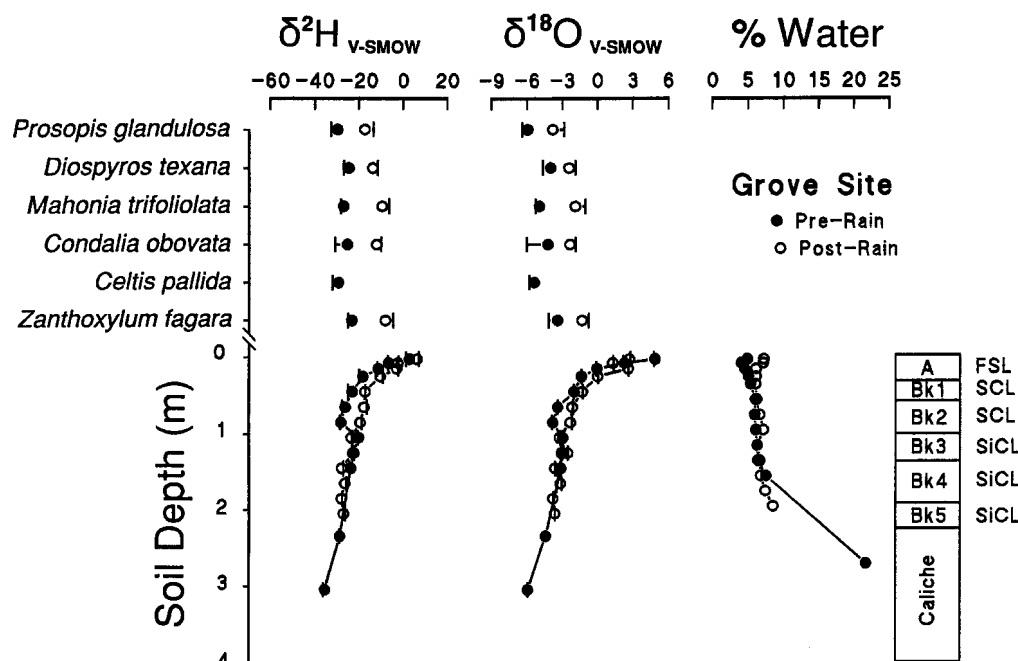 δ²H V-SMOW δ¹⁸O V-SMOW % Water
-60 -40 -20 0 20 -9 -6 -3 0 3 6 0 5 10 15 20 25
Prosopis glandulosa
Diospyros texana
Mahonia trifoliolata
Condalia obovata
Celtis pallida
Zanthoxylum fagara
Grove Site
Pre-Rain
Post-Rain
Soil Depth (m)
0
1
2
3
4
A FSL
Bk1 SCL
Bk2 SCL
Bk3 SiCL
Bk4 SiCL
Bk5 SiCL
Caliche